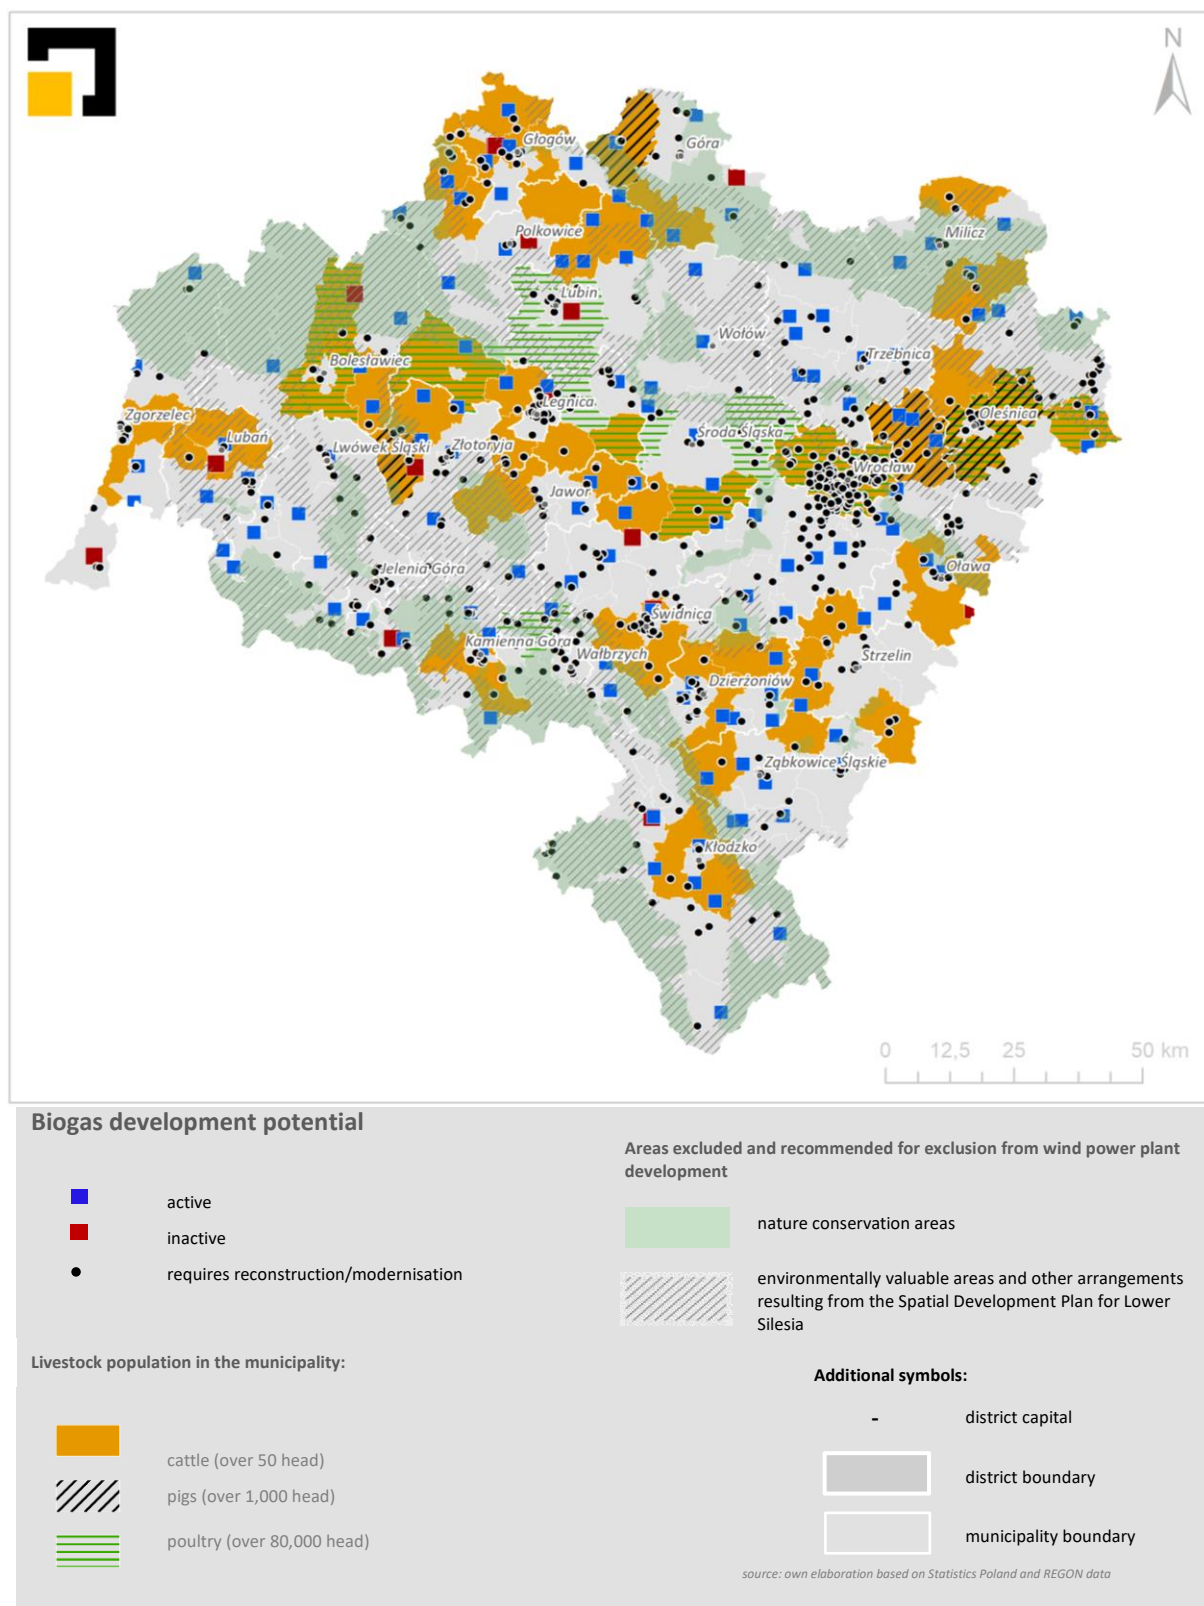 N
Głogów
Góra
Polkowice
Milicz
Lubin
Wołów
Bolesławiec
Trzebnica
Zgorzelec
Legnica
Oleśnica
Lubań
Lwówek Śląski
Złotoryja
Środa Śląska
Wrocław
Jawor
Jelenia Góra
Oława
Świdnica
Kamienna Góra
Wałbrzych
Strzelin
Dzierżoniów
Ząbkowice Śląskie
Kłodzko
0 12,5 25 50 km
Biogas development potential
active
inactive
requires reconstruction/modernisation
Livestock population in the municipality:
cattle (over 50 head)
pigs (over 1,000 head)
poultry (over 80,000 head)
Areas excluded and recommended for exclusion from wind power plant
development
nature conservation areas
environmentally valuable areas and other arrangements
resulting from the Spatial Development Plan for Lower
Silesia
Additional symbols:
- district capital
district boundary
municipality boundary
source: own elaboration based on Statistics Poland and REGON data